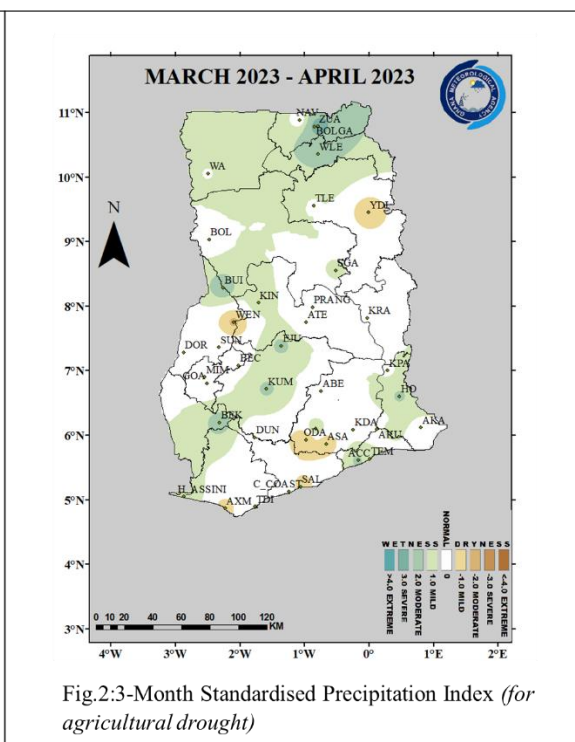 MARCH 2023 - APRIL 2023
GHANA METEOROLOGICAL AGENCY
11°N
10°N
9°N
8°N
7°N
6°N
5°N
4°N
3°N
N
NAV
ZUA
BOLGA
WLE
WA
TLE
YDI
BOL
SGA
BUI
KIN
PRANG
WEN
ATE
KRA
SUN
EJU
DOR
BEC
KPA
GOA
MIM
KUM
ABE
HO
BEK
DUN
ODA
ASA
KDA
AKU
AKA
ACC
TEM
H_ASSINI
AXM
TDI
C_COAST
SAL
WETNESS
NORMAL
DRYNESS
>4.0 EXTREME
3.0 SEVERE
2.0 MODERATE
1.0 MILD
0
-1.0 MILD
-2.0 MODERATE
-3.0 SEVERE
<-4.0 EXTREME
0 10 20 40 60 80 100 120
KM
4°W
3°W
2°W
1°W
0°
1°E
2°E
Fig.2:3-Month Standardised Precipitation Index (for
agricultural drought)